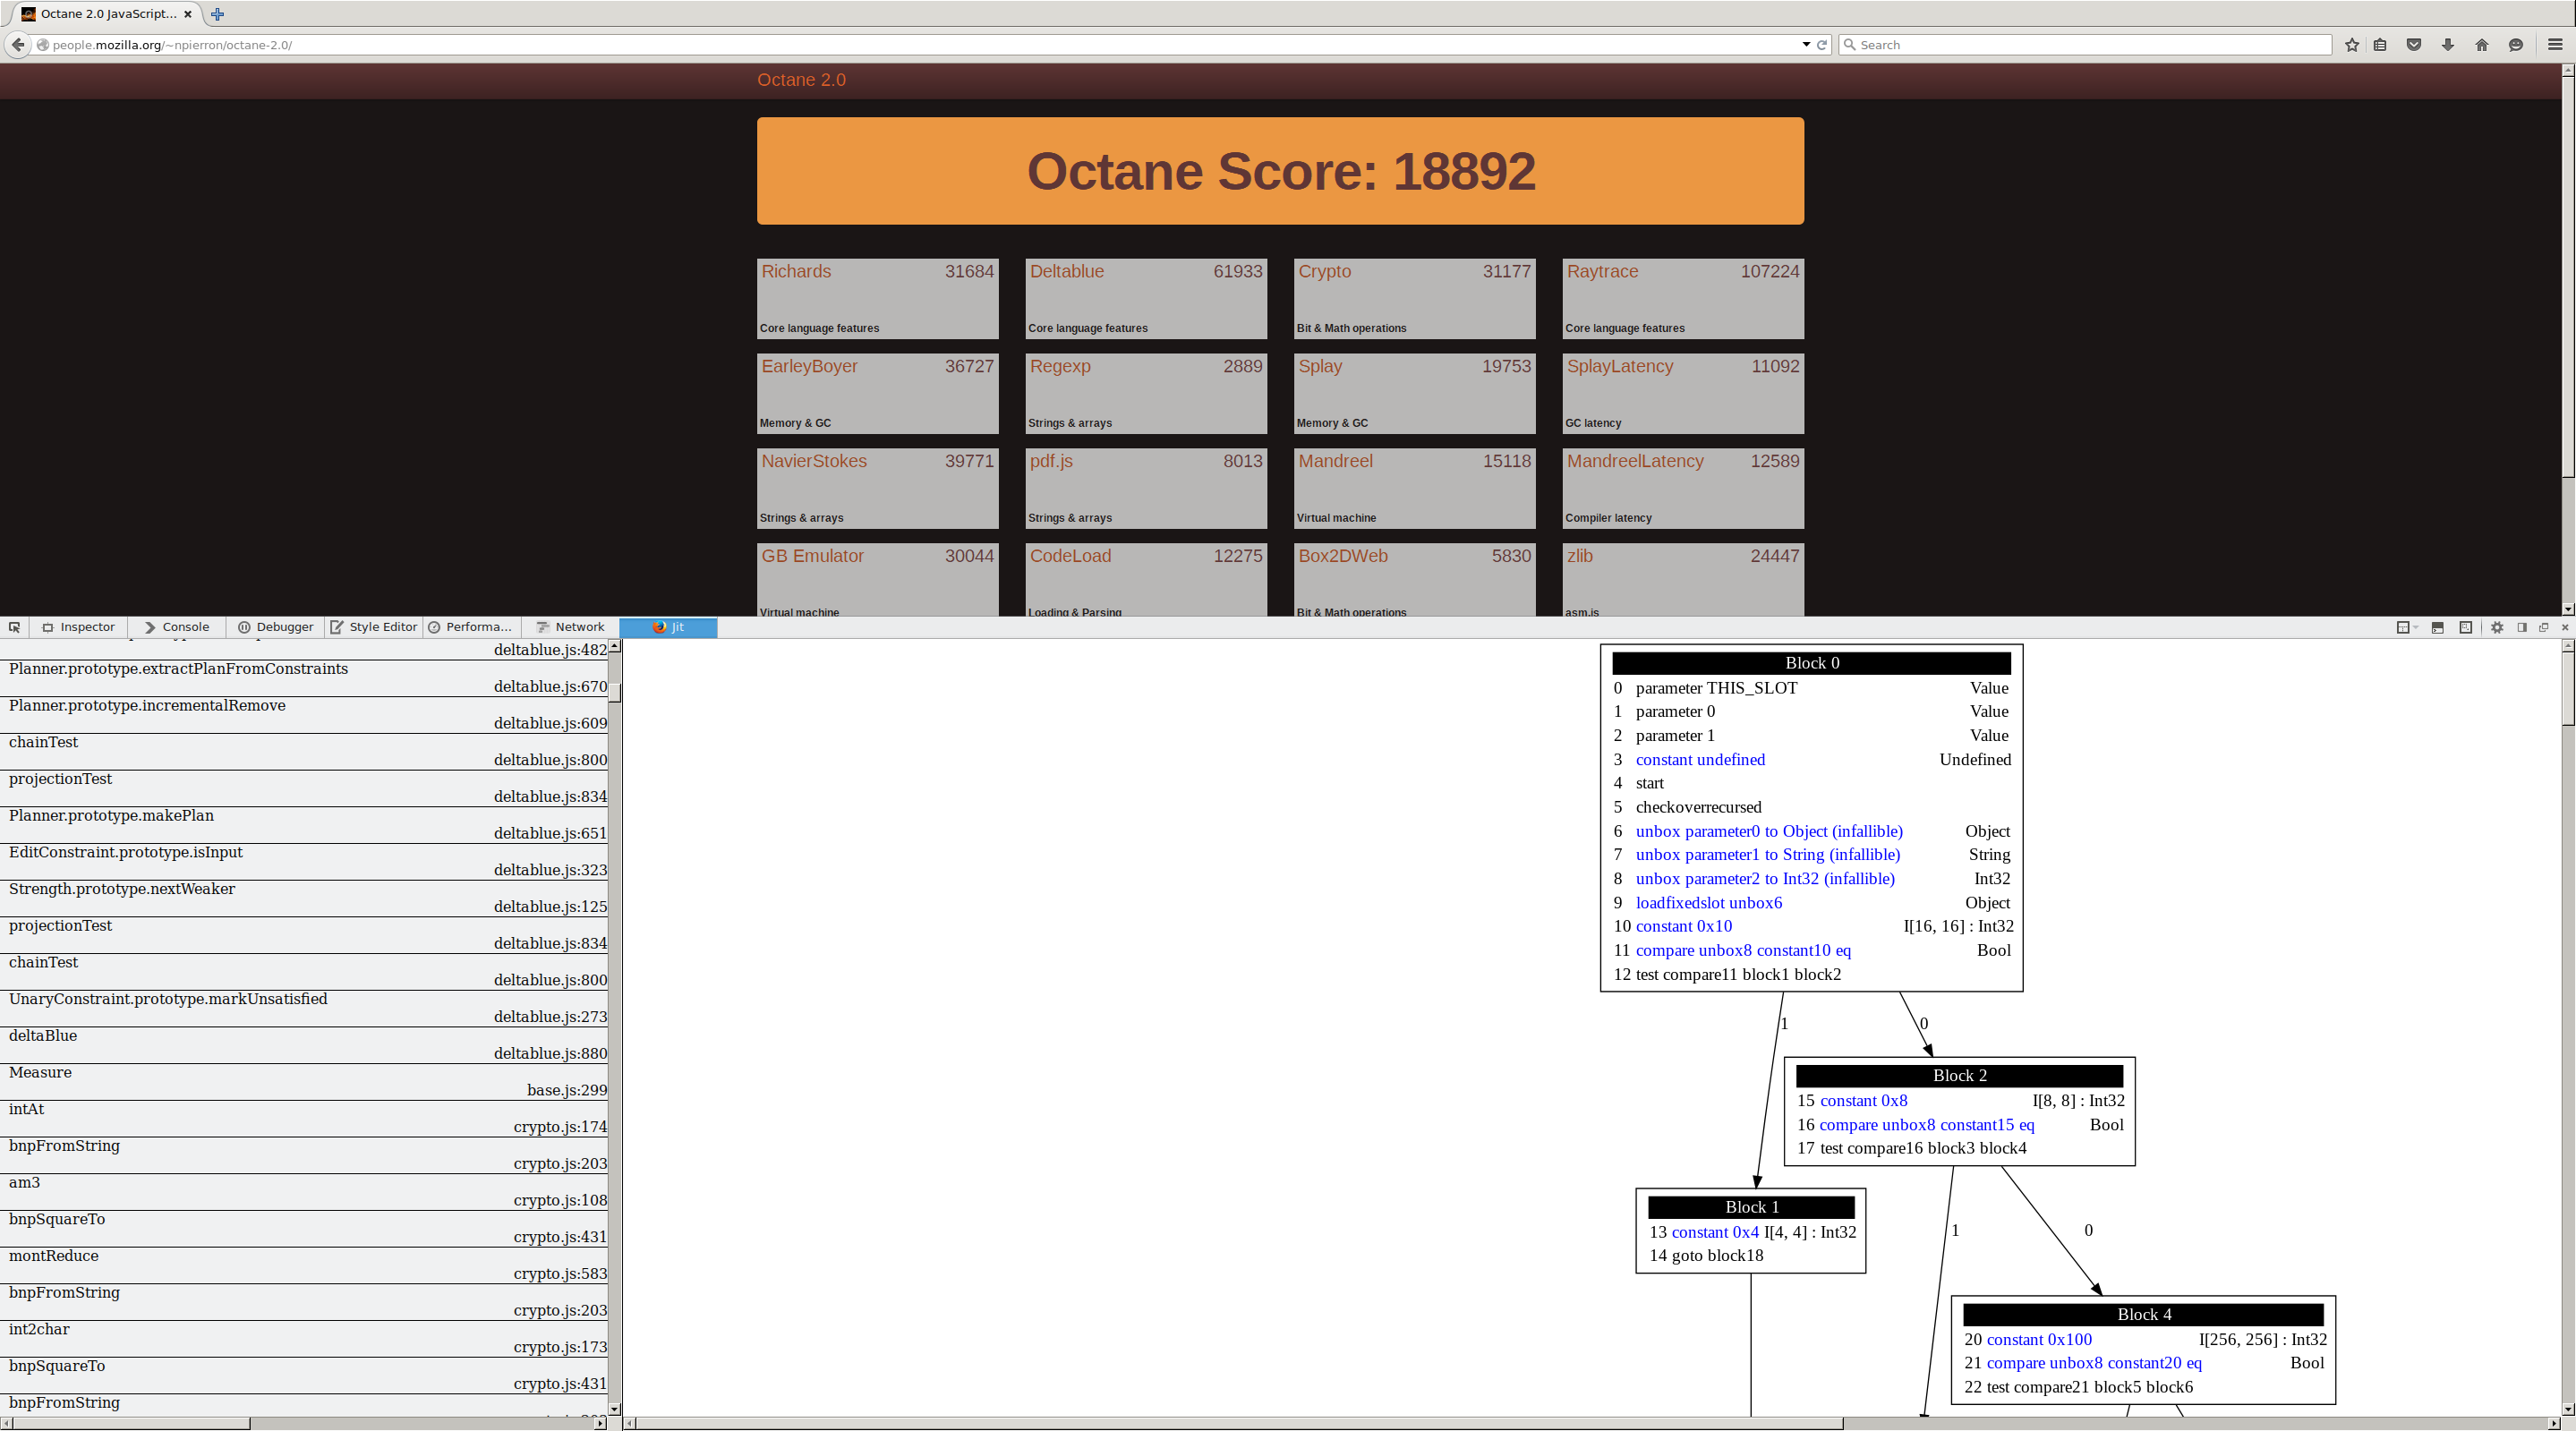 Octane 2.0 JavaScript...
people.mozilla.org/~npierron/octane-2.0/
Search
Octane 2.0
Octane Score: 18892
Richards 31684
Core language features
Deltablue 61933
Core language features
Crypto 31177
Bit & Math operations
Raytrace 107224
Core language features
EarleyBoyer 36727
Memory & GC
Regexp 2889
Strings & arrays
Splay 19753
Memory & GC
SplayLatency 11092
GC latency
NavierStokes 39771
Strings & arrays
pdf.js 8013
Strings & arrays
Mandreel 15118
Virtual machine
MandreelLatency 12589
Compiler latency
GB Emulator 30044
Virtual machine
CodeLoad 12275
Loading & Parsing
Box2DWeb 5830
Bit & Math operations
zlib 24447
asm.js
Inspector Console Debugger Style Editor Performa... Network Jit
deltablue.js:482
Planner.prototype.extractPlanFromConstraints
deltablue.js:670
Planner.prototype.incrementalRemove
deltablue.js:609
chainTest
deltablue.js:800
projectionTest
deltablue.js:834
Planner.prototype.makePlan
deltablue.js:651
EditConstraint.prototype.isInput
deltablue.js:323
Strength.prototype.nextWeaker
deltablue.js:125
projectionTest
deltablue.js:834
chainTest
deltablue.js:800
UnaryConstraint.prototype.markUnsatisfied
deltablue.js:273
deltaBlue
deltablue.js:880
Measure
base.js:299
intAt
crypto.js:174
bnpFromString
crypto.js:203
am3
crypto.js:108
bnpSquareTo
crypto.js:431
montReduce
crypto.js:583
bnpFromString
crypto.js:203
int2char
crypto.js:173
bnpSquareTo
crypto.js:431
bnpFromString
Block 0
0 parameter THIS_SLOT Value
1 parameter 0 Value
2 parameter 1 Value
3 constant undefined Undefined
4 start
5 checkoverrecursed
6 unbox parameter0 to Object (infallible) Object
7 unbox parameter1 to String (infallible) String
8 unbox parameter2 to Int32 (infallible) Int32
9 loadfixedslot unbox6 Object
10 constant 0x10 I[16, 16] : Int32
11 compare unbox8 constant10 eq Bool
12 test compare11 block1 block2
1
0
Block 2
15 constant 0x8 I[8, 8] : Int32
16 compare unbox8 constant15 eq Bool
17 test compare16 block3 block4
Block 1
13 constant 0x4 I[4, 4] : Int32
14 goto block18
1
0
Block 4
20 constant 0x100 I[256, 256] : Int32
21 compare unbox8 constant20 eq Bool
22 test compare21 block5 block6